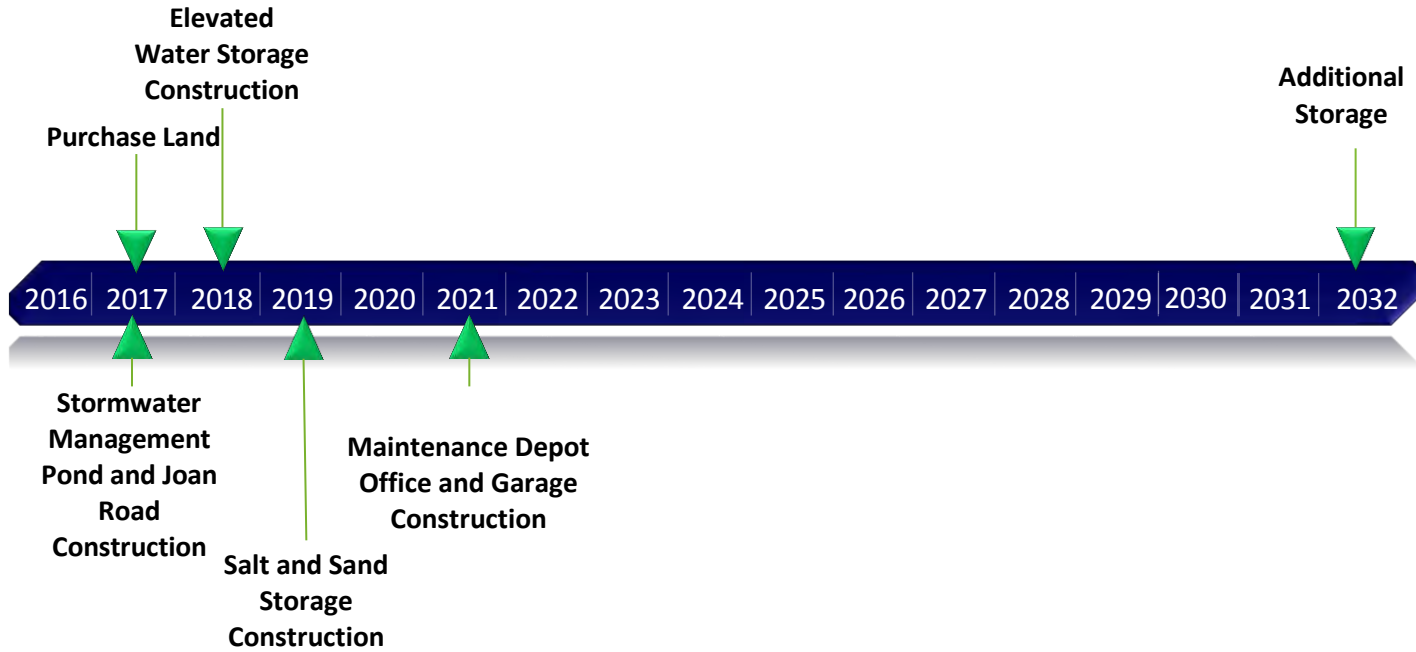 Elevated
Water Storage
Construction
Additional
Storage
Purchase Land
2016 2017 2018 2019 2020 2021 2022 2023 2024 2025 2026 2027 2028 2029 2030 2031 2032
Stormwater
Management
Pond and Joan
Road
Construction
Maintenance Depot
Office and Garage
Construction
Salt and Sand
Storage
Construction